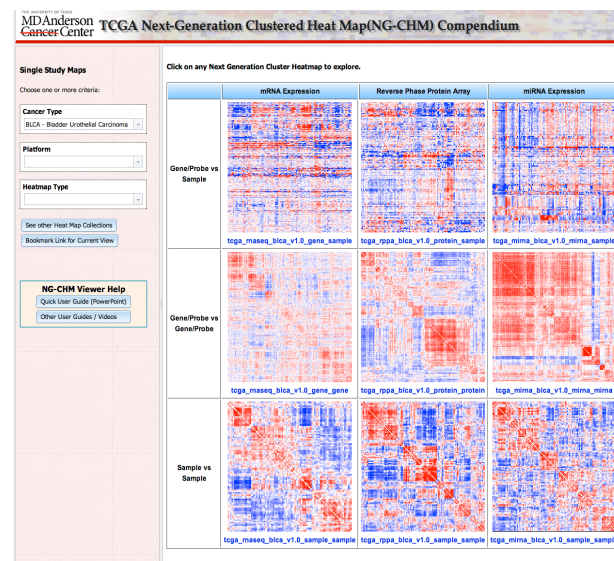 THE UNIVERSITY OF TEXAS
MD Anderson
Cancer Center
TCGA Next-Generation Clustered Heat Map(NG-CHM) Compendium
Single Study Maps
Choose one or more criteria:
Cancer Type
BLCA - Bladder Urothelial Carcinoma
Platform
Heatmap Type
See other Heat Map Collections
Bookmark Link for Current View
NG-CHM Viewer Help
Quick User Guide (PowerPoint)
Other User Guides / Videos
Click on any Next Generation Cluster Heatmap to explore.
mRNA Expression Reverse Phase Protein Array miRNA Expression
Gene/Probe vs
Sample
tcga_rnaseq_blca_v1.0_gene_sample tcga_rppa_blca_v1.0_protein_sample tcga_mirna_blca_v1.0_mirna_sample
Gene/Probe vs
Gene/Probe
tcga_rnaseq_blca_v1.0_gene_gene tcga_rppa_blca_v1.0_protein_protein tcga_mirna_blca_v1.0_mirna_mirna
Sample vs
Sample
tcga_rnaseq_blca_v1.0_sample_sample tcga_rppa_blca_v1.0_sample_sample tcga_mirna_blca_v1.0_sample_sampl